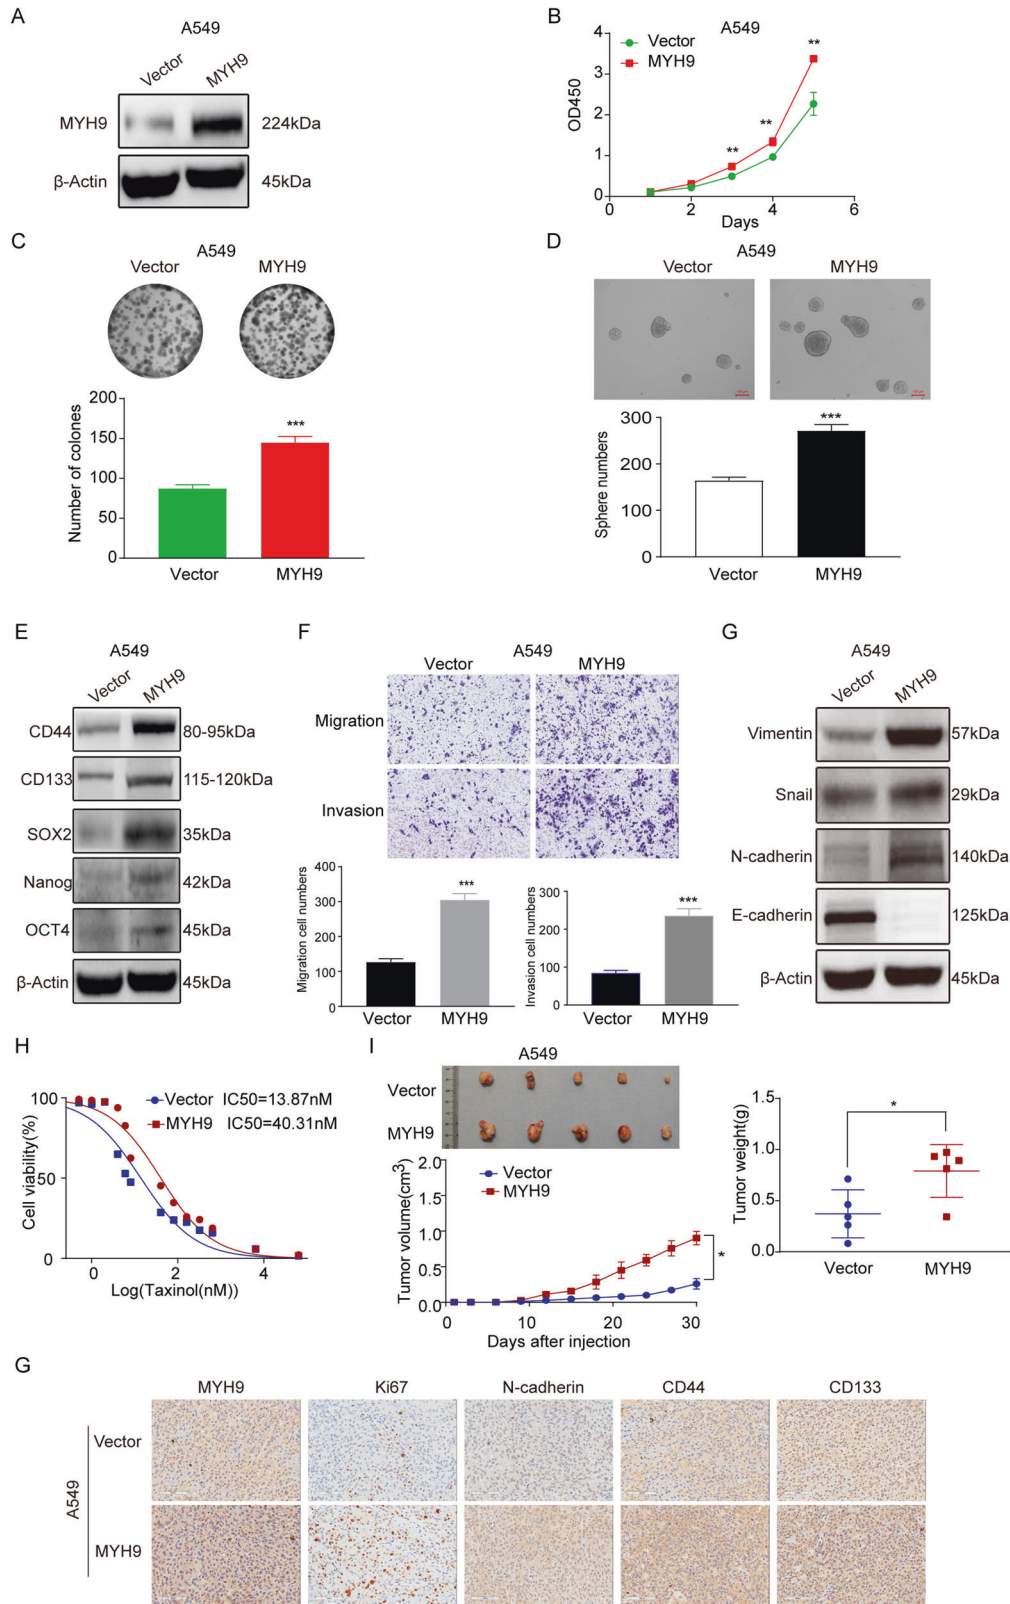 A
A549
Vector
MYH9
MYH9
224kDa
β-Actin
45kDa
B
A549
Vector
MYH9
**
**
**
OD450
4
3
2
1
0
0
2
4
6
Days
C
A549
Vector
MYH9
Number of colones
200
150
100
50
0
***
Vector
MYH9
D
A549
Vector
MYH9
Sphere numbers
300
200
100
0
***
Vector
MYH9
E
A549
Vector
MYH9
CD44
80-95kDa
CD133
115-120kDa
SOX2
35kDa
Nanog
42kDa
OCT4
45kDa
β-Actin
45kDa
F
A549
Vector
MYH9
Migration
Invasion
Migration cell numbers
400
300
200
100
0
***
Vector
MYH9
Invasion cell numbers
300
200
100
0
***
Vector
MYH9
G
A549
Vector
MYH9
Vimentin
57kDa
Snail
29kDa
N-cadherin
140kDa
E-cadherin
125kDa
β-Actin
45kDa
H
Cell viability(%)
100
50
0
Vector IC50=13.87nM
MYH9 IC50=40.31nM
0
2
4
Log(Taxinol(nM))
I
A549
Vector
MYH9
Tumor volume(cm3)
2.0
1.5
1.0
0.5
0.0
Vector
MYH9
*
0
10
20
30
Days after injection
Tumor weight(g)
1.5
1.0
0.5
0.0
*
Vector
MYH9
G
MYH9
Ki67
N-cadherin
CD44
CD133
A549
Vector
MYH9